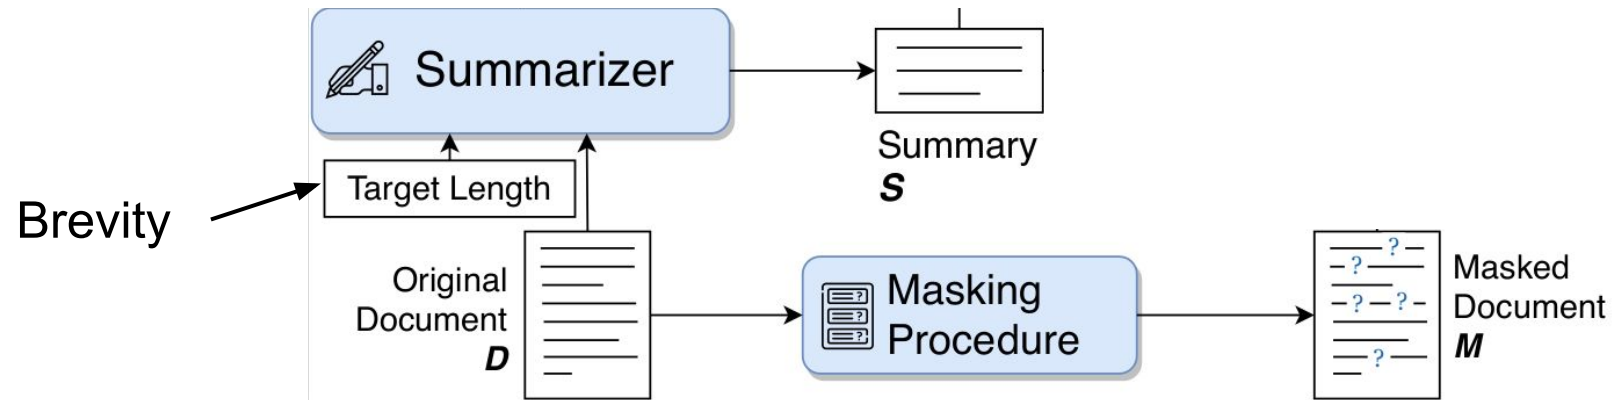 Summarizer
Summary
S
Target Length
Brevity
Original
Document
D
Masking
Procedure
? ? ? ? ?
Masked
Document
M